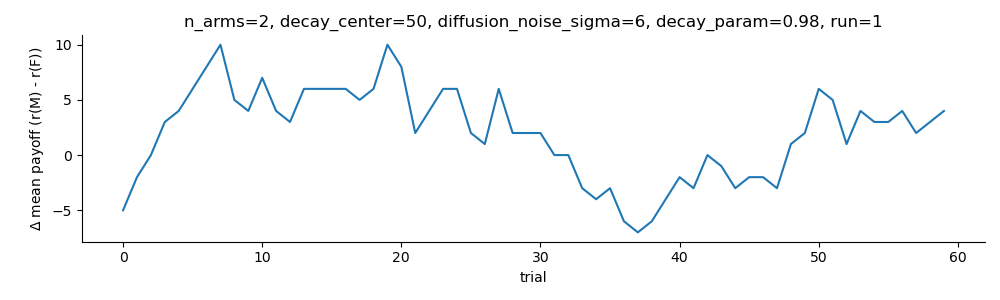 n_arms=2, decay_center=50, diffusion_noise_sigma=6, decay_param=0.98, run=1
Δ mean payoff (r(M) - r(F))
10
5
0
−5
0 10 20 30 40 50 60
trial